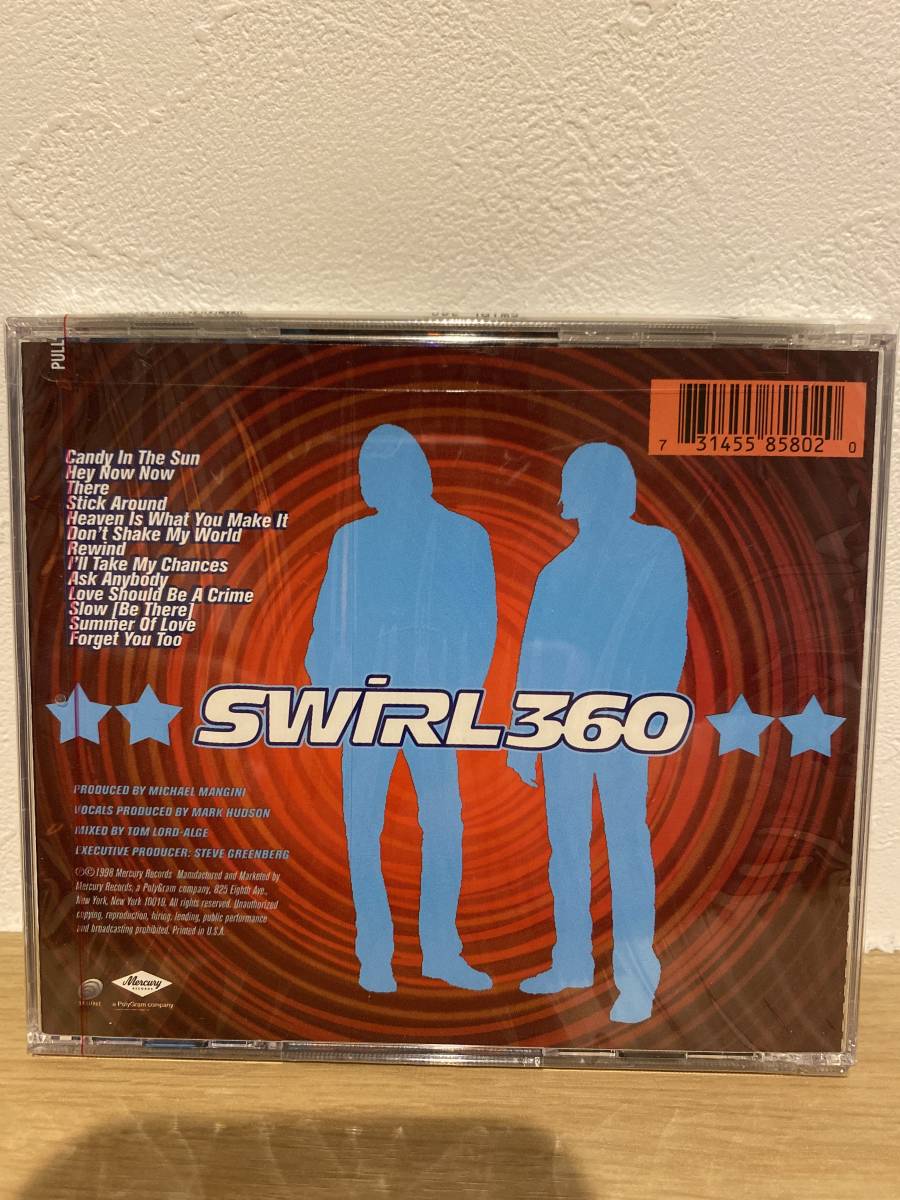 PULL
7 31455 85802 0
Candy In The Sun
Hey Now Now
There
Stick Around
Heaven Is What You Make It
Don't Shake My World
Rewind
I'll Take My Chances
Ask Anybody
Love Should Be A Crime
Slow [Be There]
Summer Of Love
Forget You Too
SWIRL360
PRODUCED BY MICHAEL MANGINI
VOCALS PRODUCED BY MARK HUDSON
MIXED BY TOM LORD-ALGE
EXECUTIVE PRODUCER: STEVE GREENBERG
℗©1998 Mercury Records Manufactured and Marketed by
Mercury Records, a PolyGram company, 825 Eighth Ave.,
New York, New York 10019. All rights reserved. Unauthorized
copying, reproduction, hiring, lending, public performance
and broadcasting prohibited. Printed in U.S.A.
Mercury
RECORDS
a PolyGram company